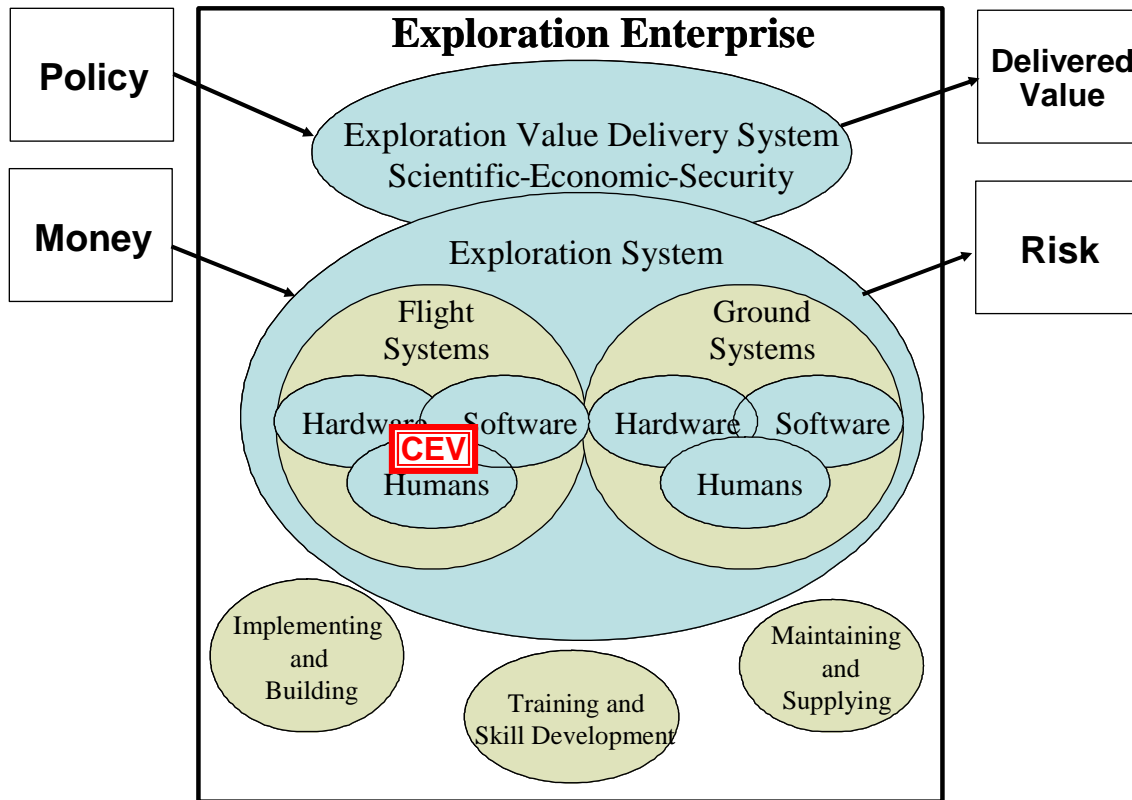 Exploration Enterprise
Policy
Delivered
Value
Exploration Value Delivery System
Scientific-Economic-Security
Money
Risk
Exploration System
Flight
Systems
Ground
Systems
Hardware
Software
Hardware
Software
CEV
Humans
Humans
Implementing
and
Building
Training and
Skill Development
Maintaining
and
Supplying